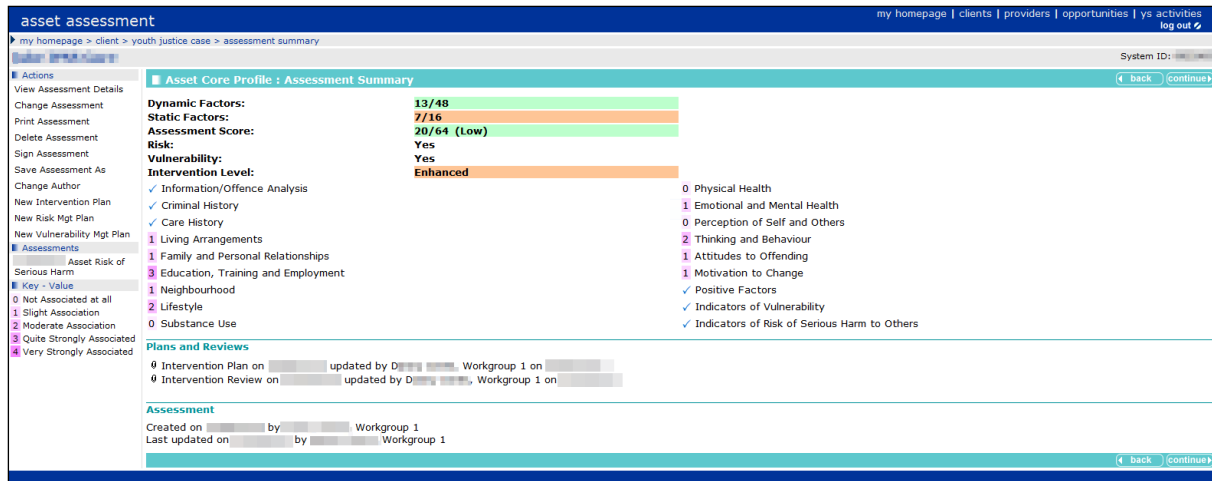 asset assessment
my homepage | clients | providers | opportunities | ys activities
log out
my homepage > client > youth justice case > assessment summary
System ID:
Actions
View Assessment Details
Change Assessment
Print Assessment
Delete Assessment
Sign Assessment
Save Assessment As
Change Author
New Intervention Plan
New Risk Mgt Plan
New Vulnerability Mgt Plan
Assessments
Asset Risk of
Serious Harm
Key - Value
0 Not Associated at all
1 Slight Association
2 Moderate Association
3 Quite Strongly Associated
4 Very Strongly Associated
Asset Core Profile : Assessment Summary
back continue
Dynamic Factors: 13/48
Static Factors: 7/16
Assessment Score: 20/64 (Low)
Risk: Yes
Vulnerability: Yes
Intervention Level: Enhanced
✓ Information/Offence Analysis
✓ Criminal History
✓ Care History
1 Living Arrangements
1 Family and Personal Relationships
3 Education, Training and Employment
1 Neighbourhood
2 Lifestyle
0 Substance Use
0 Physical Health
1 Emotional and Mental Health
0 Perception of Self and Others
2 Thinking and Behaviour
1 Attitudes to Offending
1 Motivation to Change
✓ Positive Factors
✓ Indicators of Vulnerability
✓ Indicators of Risk of Serious Harm to Others
Plans and Reviews
Intervention Plan on updated by D , Workgroup 1 on
Intervention Review on updated by D , Workgroup 1 on
Assessment
Created on by , Workgroup 1
Last updated on by , Workgroup 1
back continue